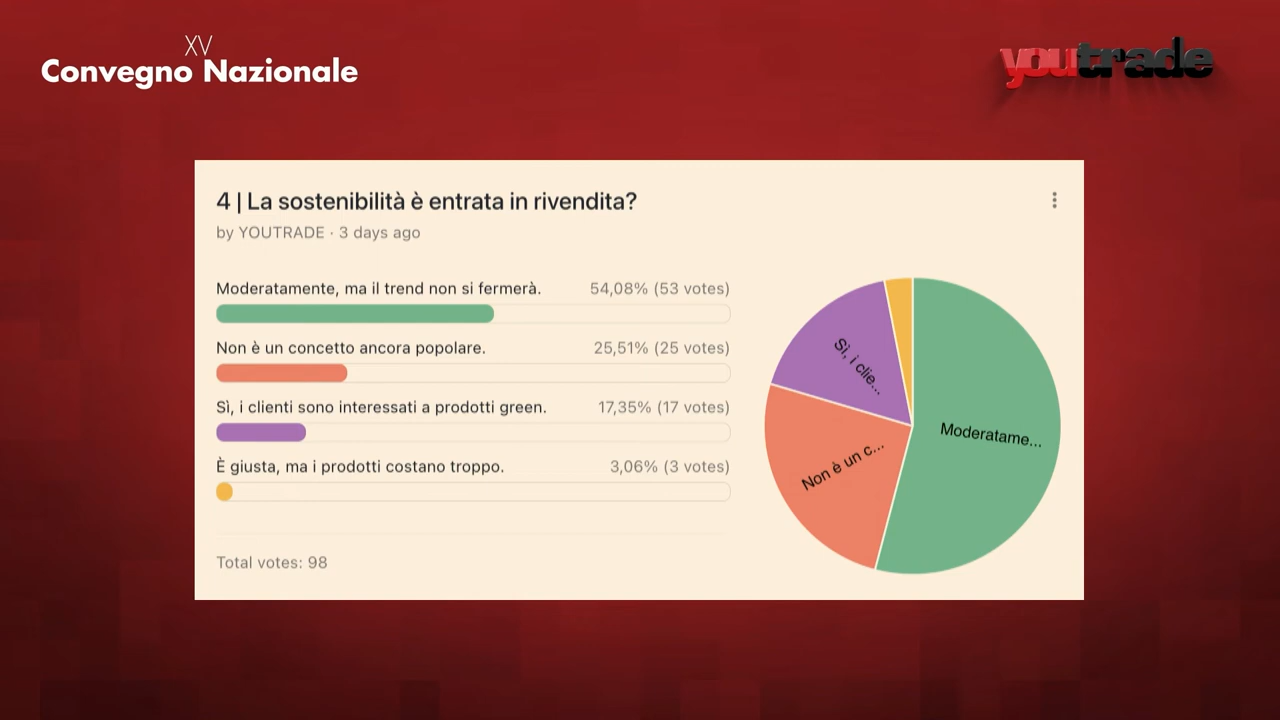 XV
Convegno Nazionale
youtrade
4 | La sostenibilità è entrata in rivendita?
by YOUTRADE · 3 days ago
Moderatamente, ma il trend non si fermerà. 54,08% (53 votes)
Non è un concetto ancora popolare. 25,51% (25 votes)
Sì, i clienti sono interessati a prodotti green. 17,35% (17 votes)
È giusta, ma i prodotti costano troppo. 3,06% (3 votes)
Total votes: 98
Sì, i clie...
Moderatame...
Non è un c...